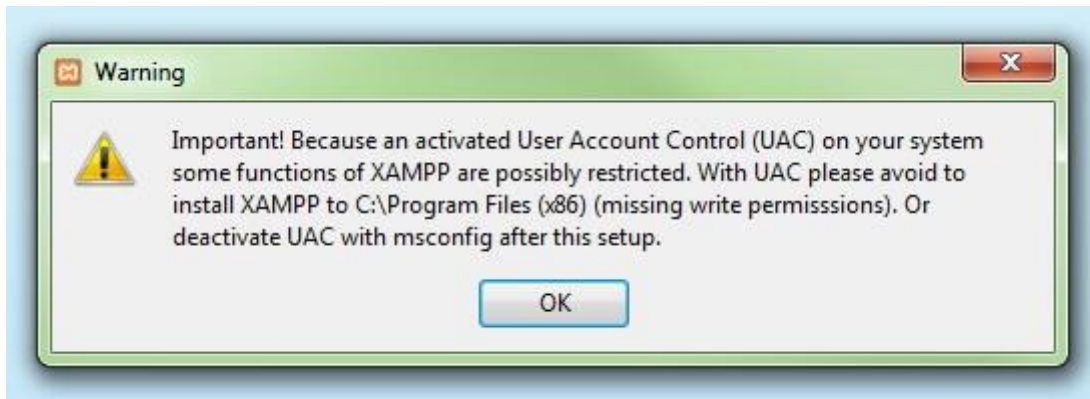 Warning
Important! Because an activated User Account Control (UAC) on your system
some functions of XAMPP are possibly restricted. With UAC please avoid to
install XAMPP to C:\Program Files (x86) (missing write permisssions). Or
deactivate UAC with msconfig after this setup.
OK